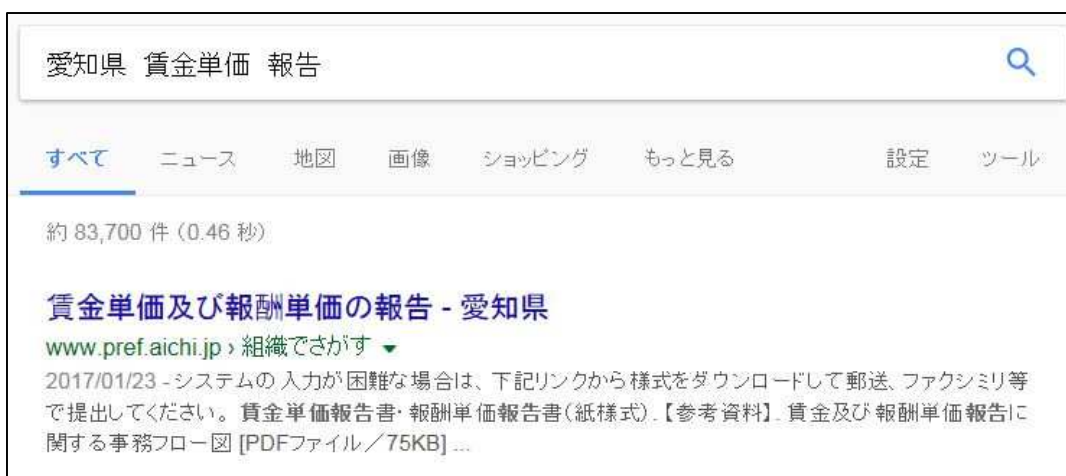 愛知県 賃金単価 報告
すべて ニュース 地図 画像 ショッピング もっと見る 設定 ツール
約 83,700 件 (0.46 秒)
賃金単価及び報酬単価の報告 - 愛知県
www.pref.aichi.jp › 組織でさがす ▼
2017/01/23 - システムの入力が困難な場合は、下記リンクから様式をダウンロードして郵送、ファクシミリ等
で提出してください。 賃金単価報告書・報酬単価報告書(紙様式). 【参考資料】. 賃金及び報酬単価報告に
関する事務フロー図 [PDFファイル／75KB] ...